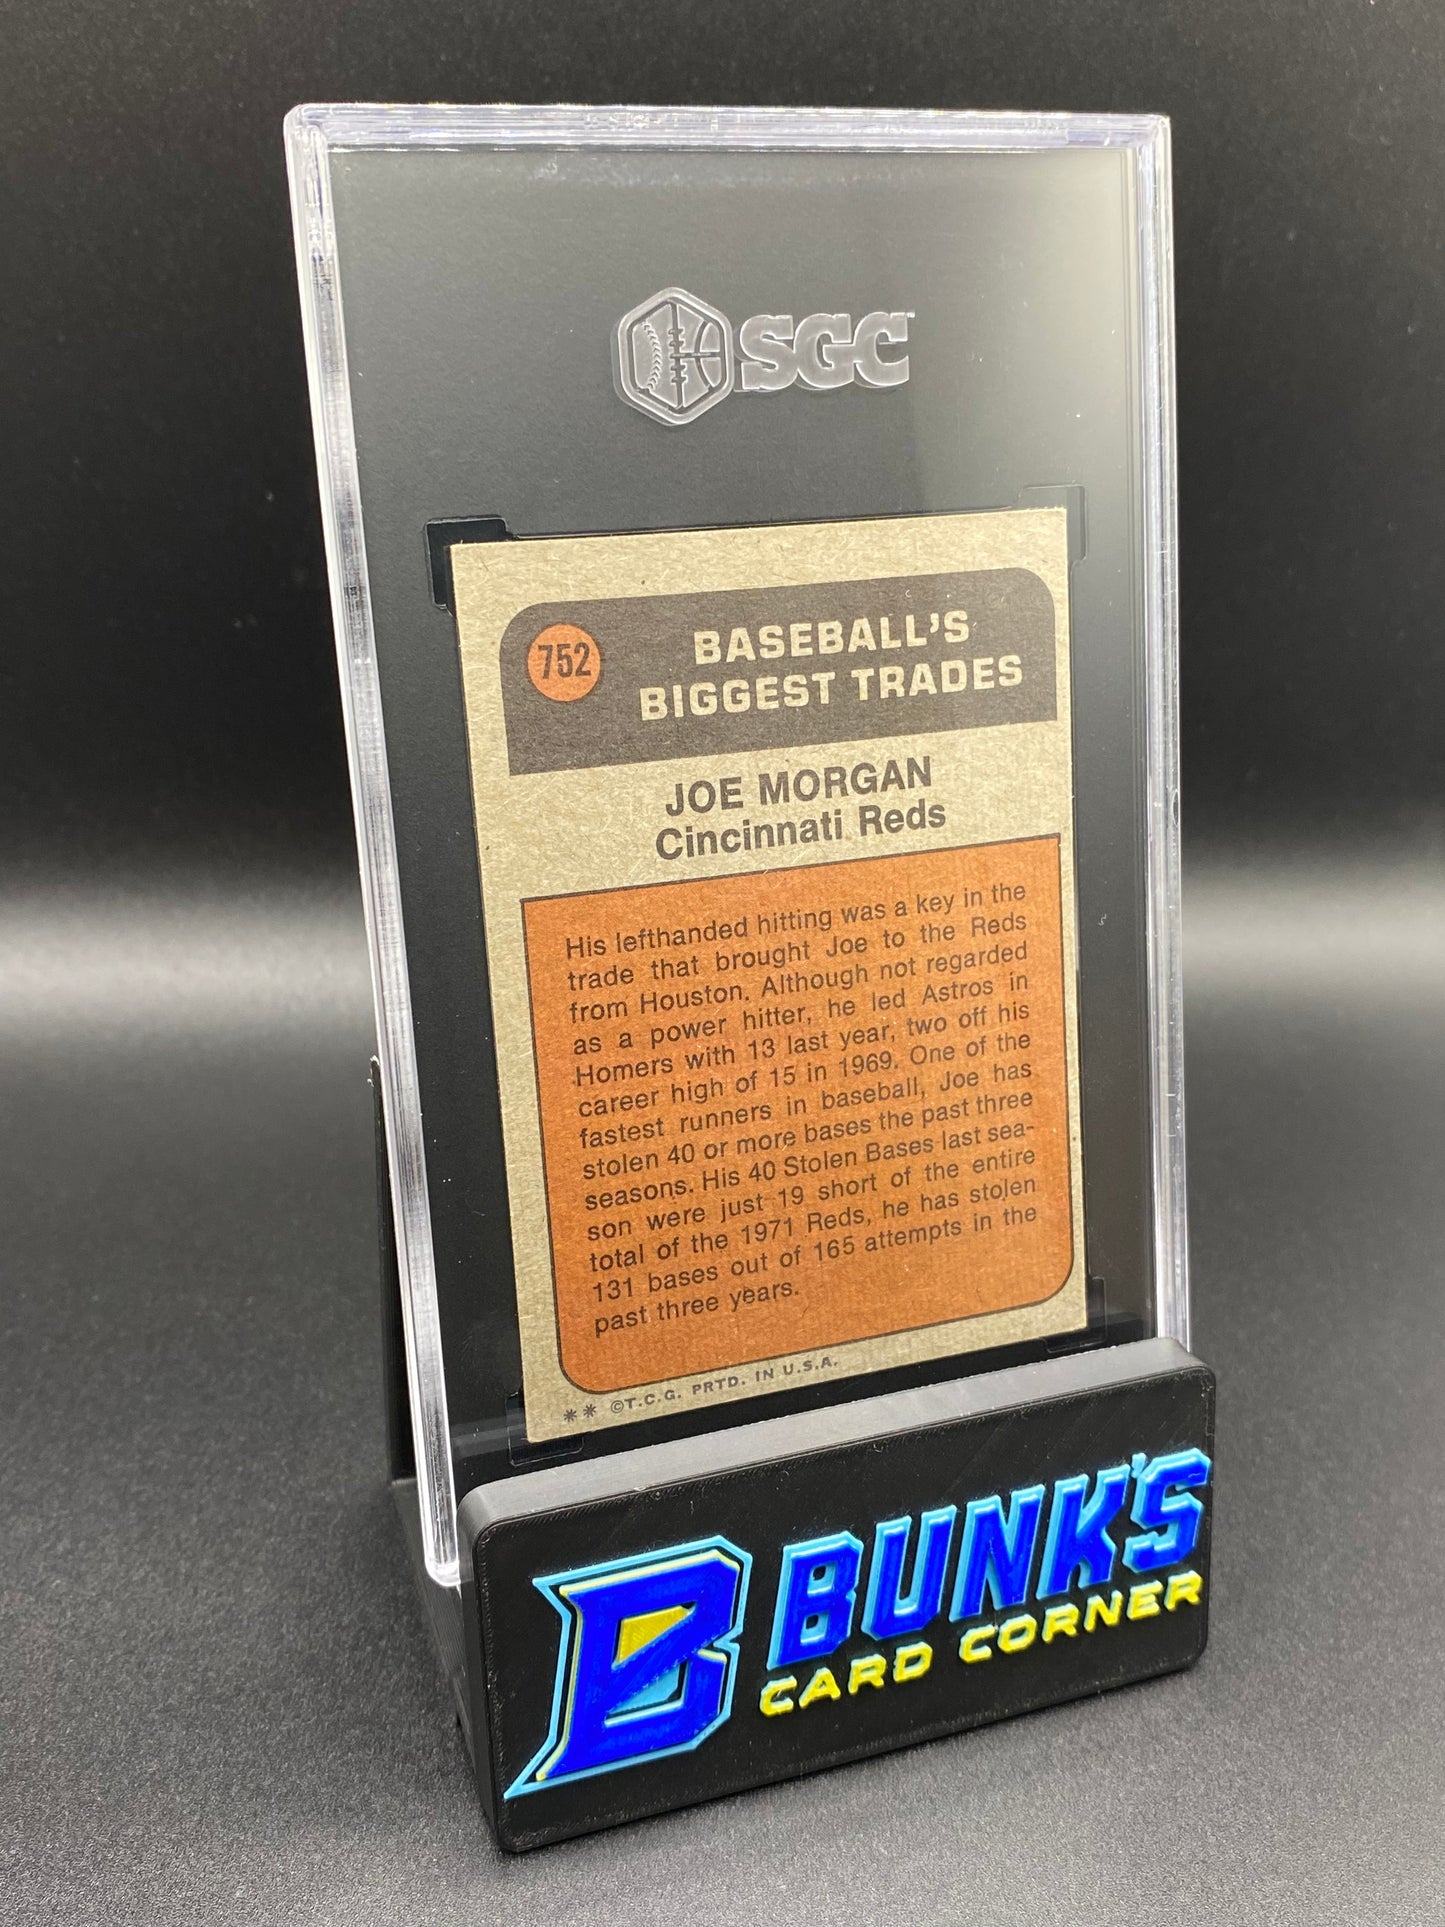 SGC
752
BASEBALL'S
BIGGEST TRADES
JOE MORGAN
Cincinnati Reds
His lefthanded hitting was a key in the
trade that brought Joe to the Reds
from Houston. Although not regarded
as a power hitter, he led Astros in
Homers with 13 last year, two off his
career high of 15 in 1969. One of the
fastest runners in baseball, Joe has
stolen 40 or more bases the past three
seasons. His 40 Stolen Bases last sea-
son were just 19 short of the entire
total of the 1971 Reds, he has stolen
131 bases out of 165 attempts in the
past three years.
** ©T.C.G. PRTD. IN U.S.A.
B
BUNK'S
CARD CORNER